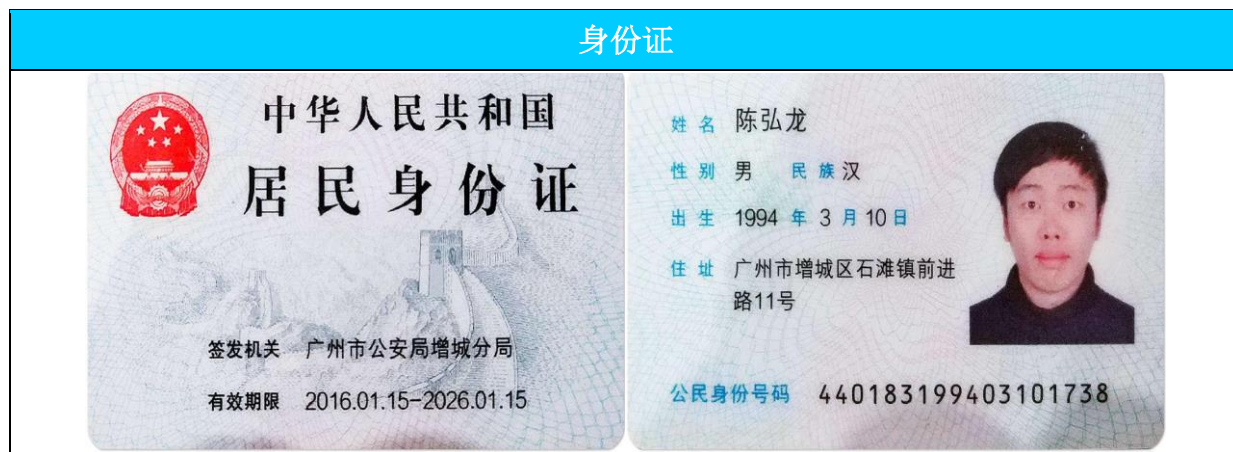 身份证
中华人民共和国
居民身份证
签发机关 广州市公安局增城分局
有效期限 2016.01.15-2026.01.15
姓名 陈弘龙
性别 男 民族 汉
出生 1994 年 3 月 10 日
住址 广州市增城区石滩镇前进
路11号
公民身份号码 440183199403101738